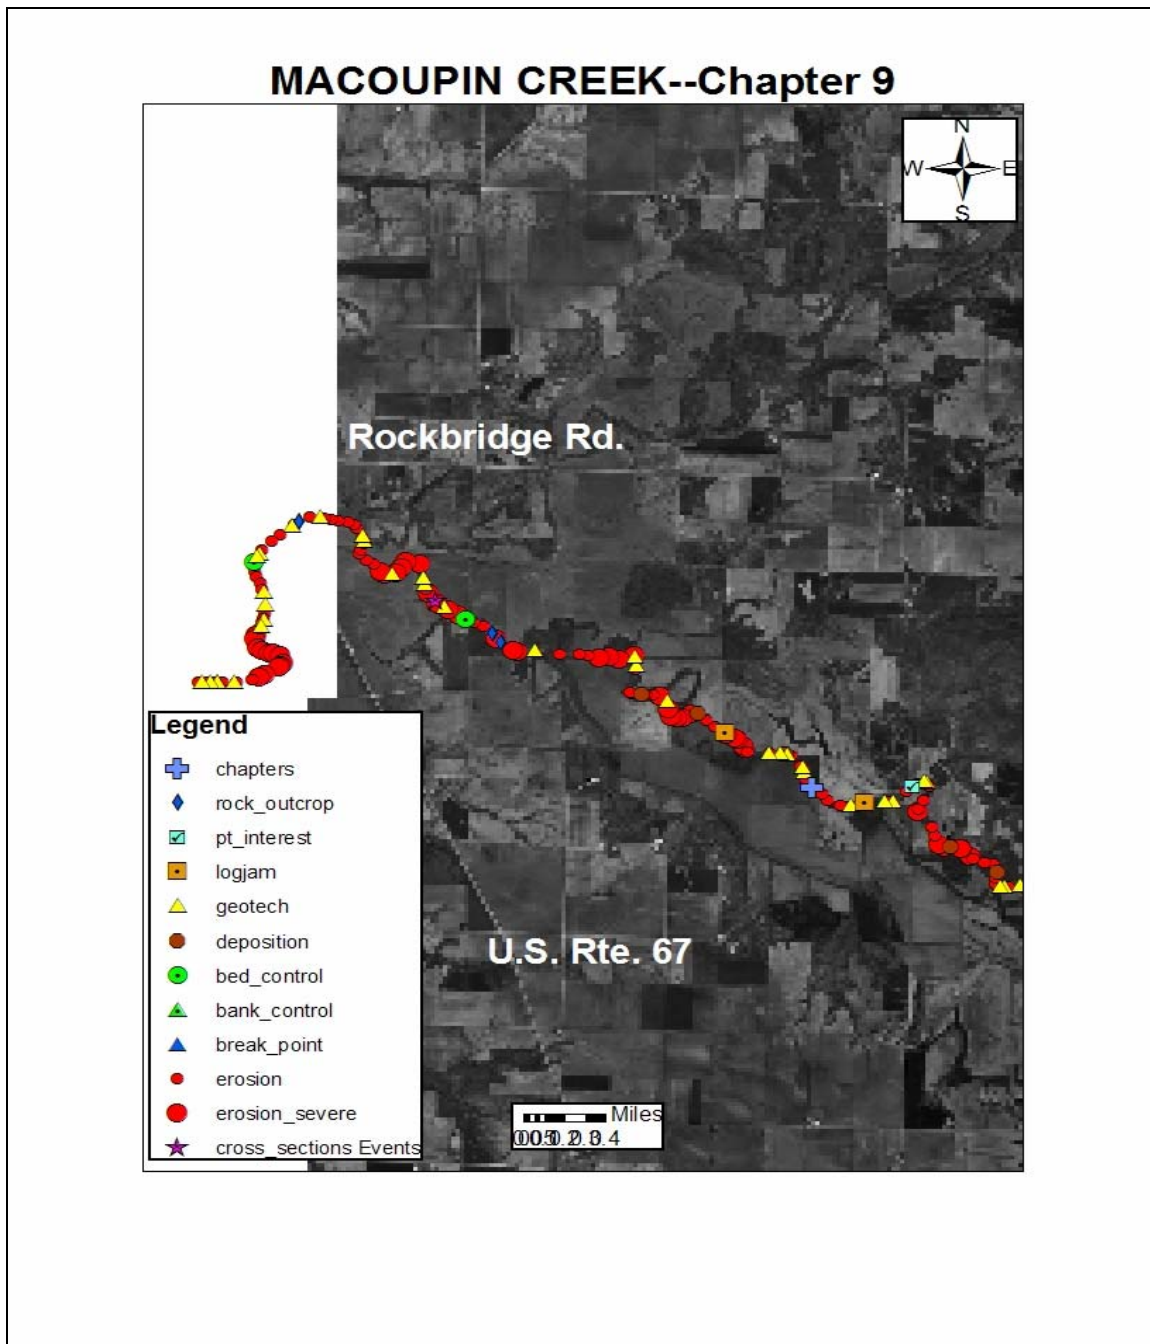 MACOUPIN CREEK--Chapter 9
N
W E
S
Rockbridge Rd.
Legend
chapters
rock_outcrop
pt_interest
logjam
geotech
deposition
bed_control
bank_control
break_point
erosion
erosion_severe
cross_sections Events
U.S. Rte. 67
Miles